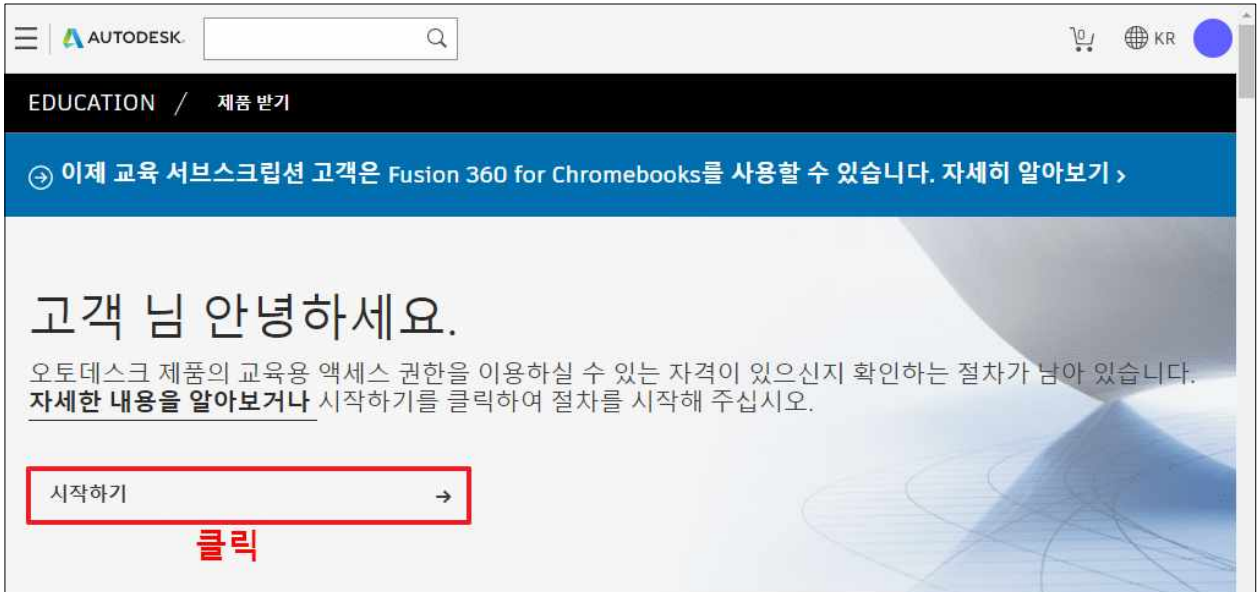 AUTODESK.
0
KR
EDUCATION / 제품 받기
이제 교육 서브스크립션 고객은 Fusion 360 for Chromebooks를 사용할 수 있습니다. 자세히 알아보기 >
고객 님 안녕하세요.
오토데스크 제품의 교육용 액세스 권한을 이용하실 수 있는 자격이 있으신지 확인하는 절차가 남아 있습니다.
자세한 내용을 알아보거나 시작하기를 클릭하여 절차를 시작해 주십시오.
시작하기 →
클릭